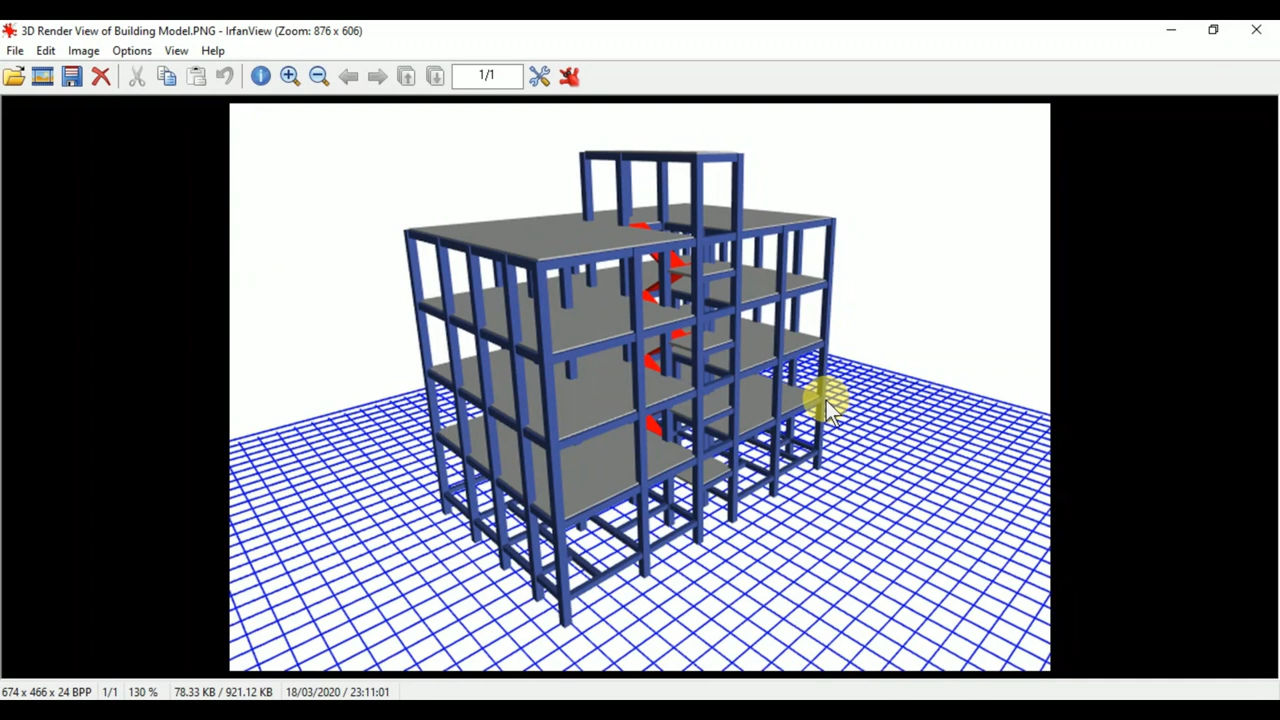 3D Render View of Building Model.PNG - IrfanView (Zoom: 876 x 606)
File Edit Image Options View Help
1/1
674 x 466 x 24 BPP 1/1 130 % 78.33 KB / 921.12 KB 18/03/2020 / 23:11:01